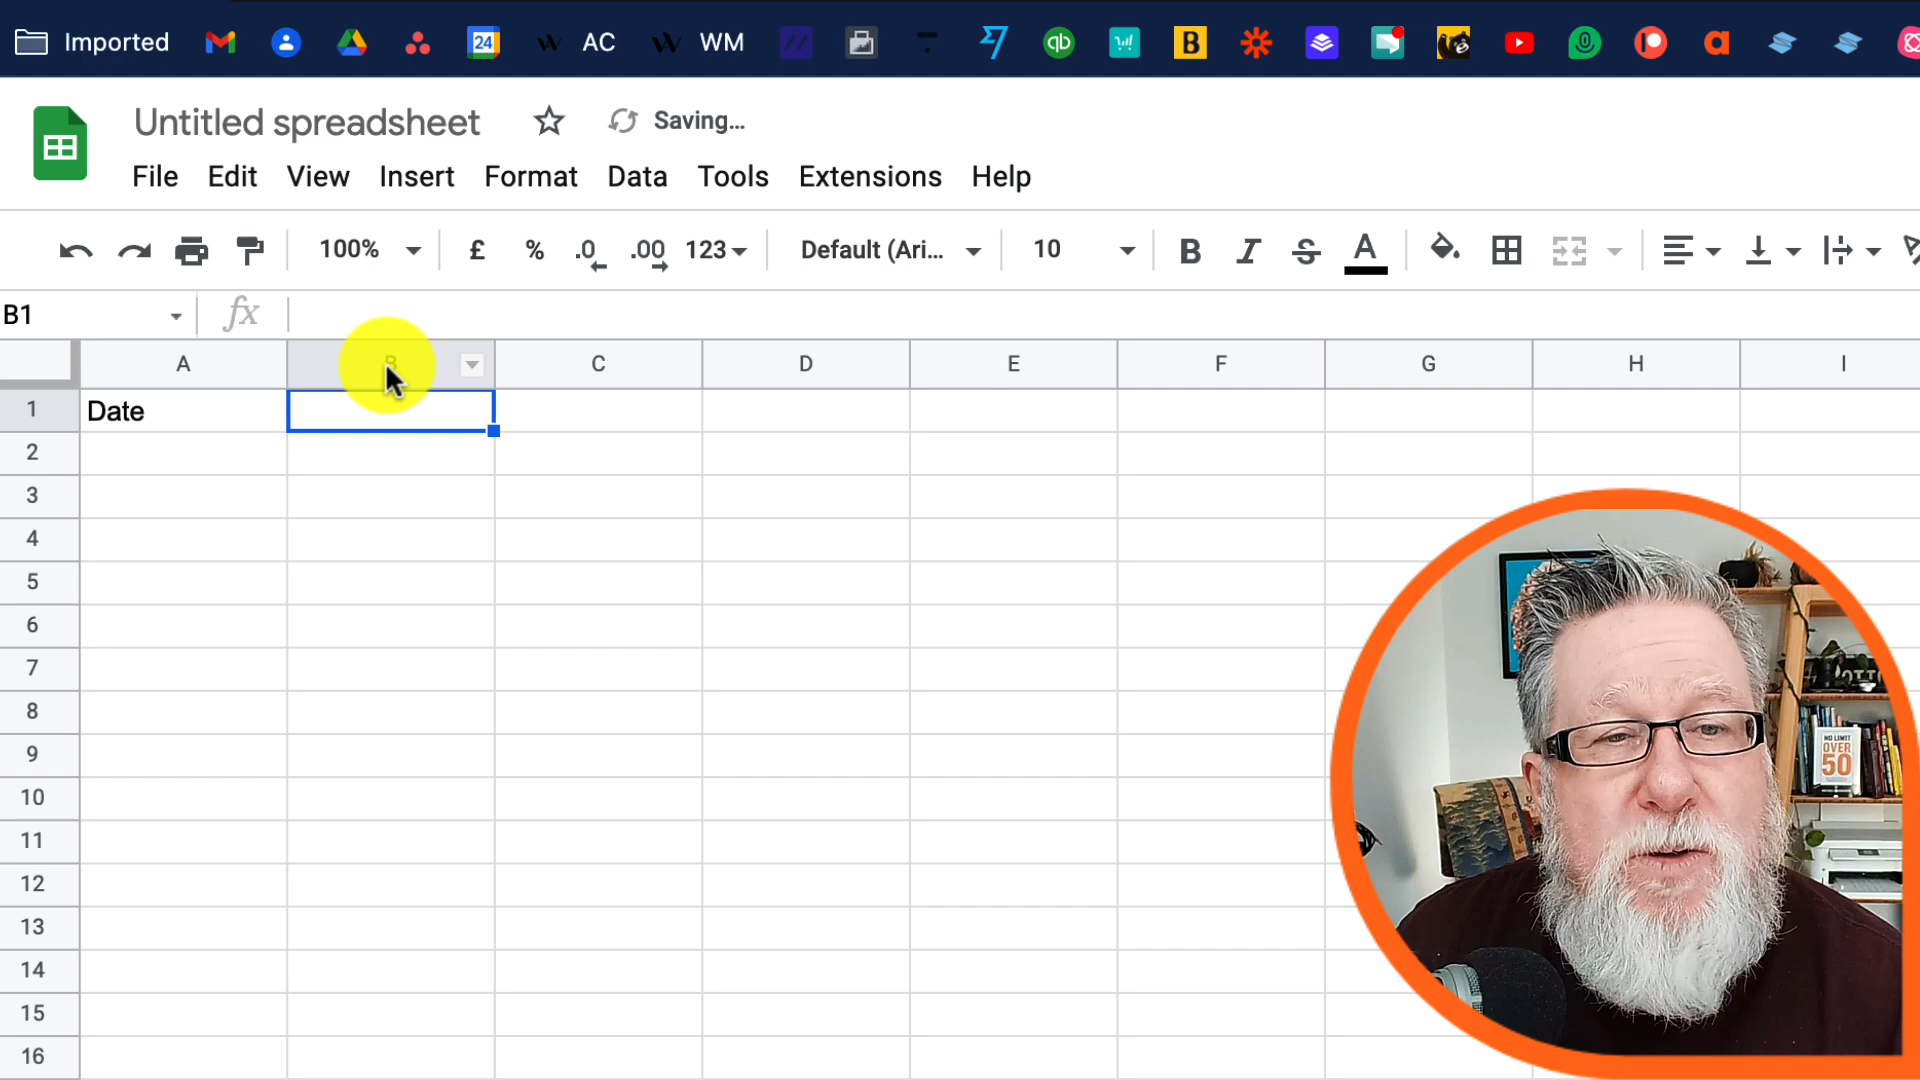 Imported 24 AC WM
Untitled spreadsheet Saving...
File Edit View Insert Format Data Tools Extensions Help
100% £ % .0 .00 123 Default (Ari... 10 B I S A
B1 fx
A B C D E F G H I
1 Date
2
3
4
5
6
7
8
9
10
11
12
13
14
15
16
NO LIMIT
OVER
50